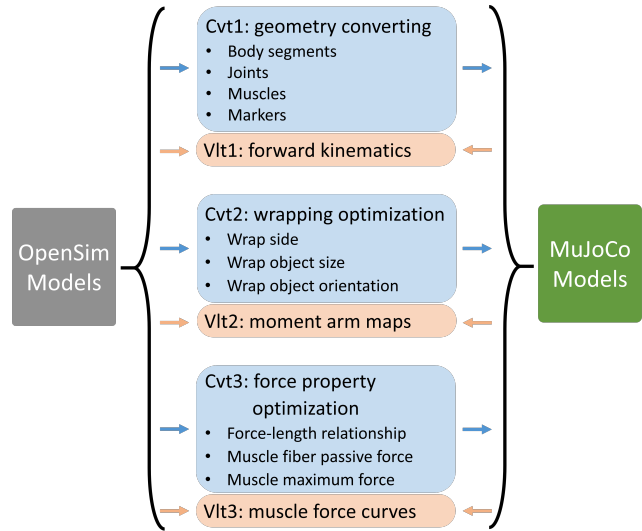 OpenSim
Models
Cvt1: geometry converting
• Body segments
• Joints
• Muscles
• Markers
Vlt1: forward kinematics
Cvt2: wrapping optimization
• Wrap side
• Wrap object size
• Wrap object orientation
Vlt2: moment arm maps
Cvt3: force property
optimization
• Force-length relationship
• Muscle fiber passive force
• Muscle maximum force
Vlt3: muscle force curves
MuJoCo
Models